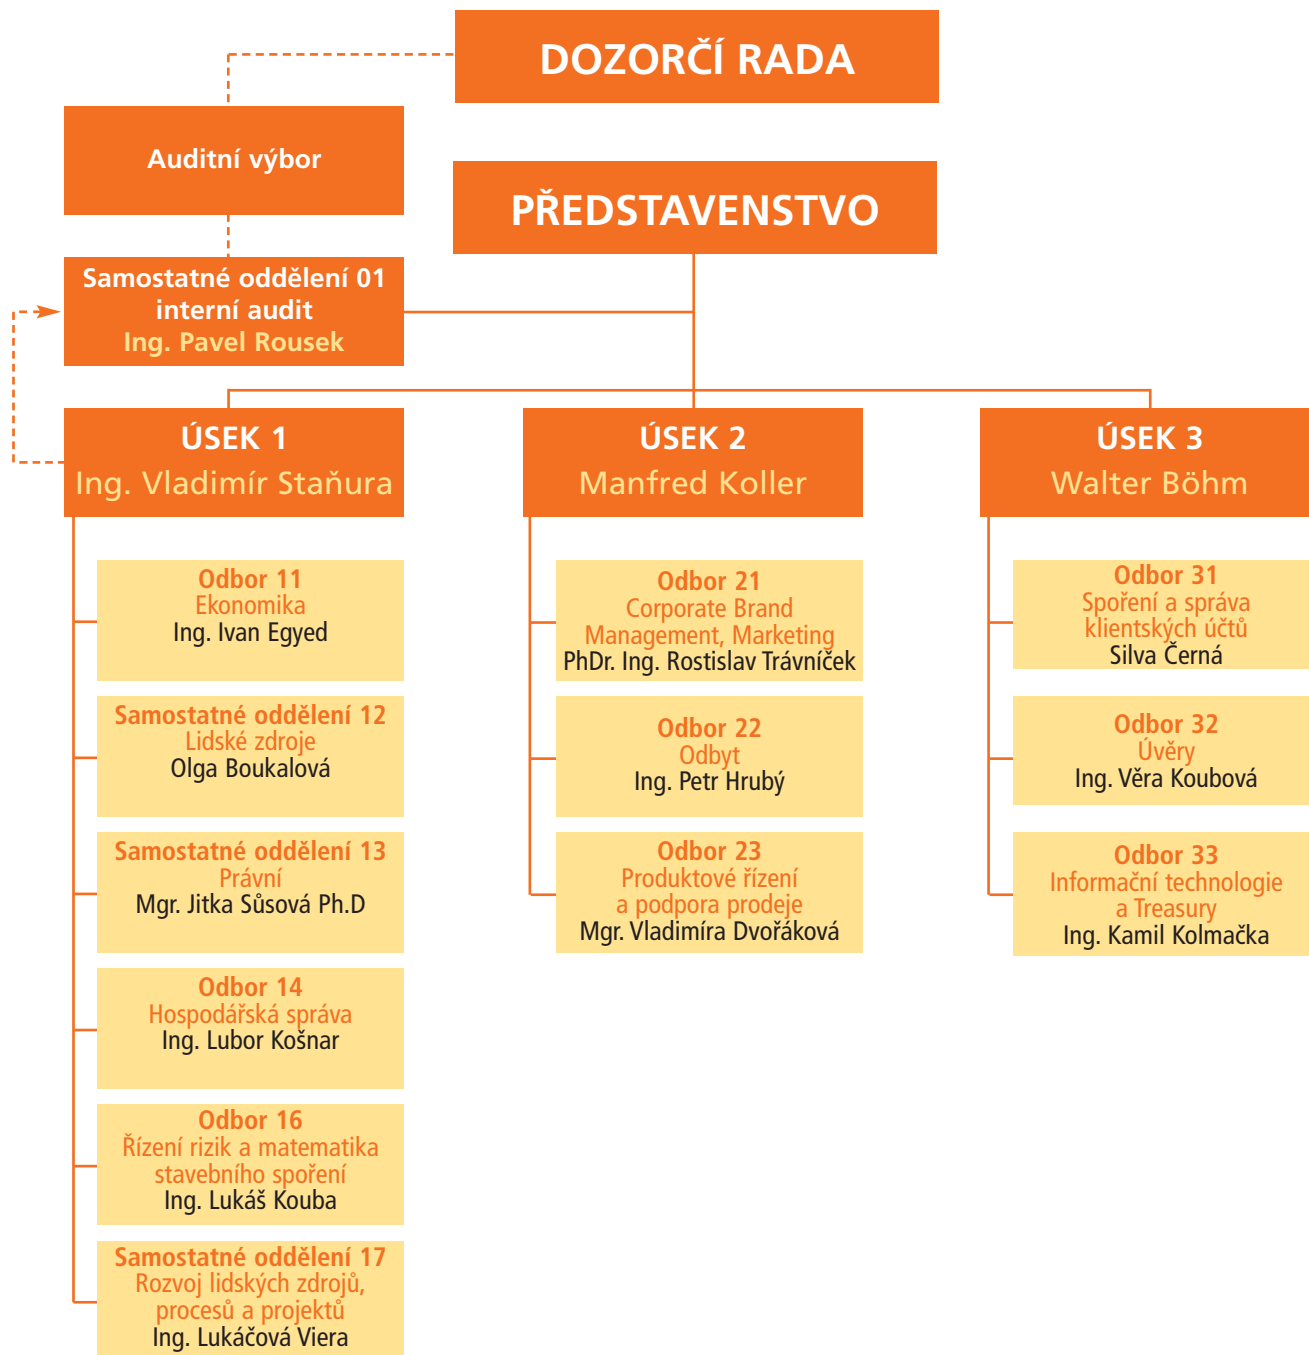 DOZORČÍ RADA
Auditní výbor
PŘEDSTAVENSTVO
Samostatné oddělení 01
interní audit
Ing. Pavel Rousek
ÚSEK 1
Ing. Vladimír Staňura
Odbor 11
Ekonomika
Ing. Ivan Egyed
Samostatné oddělení 12
Lidské zdroje
Olga Boukalová
Samostatné oddělení 13
Právní
Mgr. Jitka Sůsová Ph.D
Odbor 14
Hospodářská správa
Ing. Lubor Košnar
Odbor 16
Řízení rizik a matematika
stavebního spoření
Ing. Lukáš Kouba
Samostatné oddělení 17
Rozvoj lidských zdrojů,
procesů a projektů
Ing. Lukáčová Viera
ÚSEK 2
Manfred Koller
Odbor 21
Corporate Brand
Management, Marketing
PhDr. Ing. Rostislav Trávníček
Odbor 22
Odbyt
Ing. Petr Hrubý
Odbor 23
Produktové řízení
a podpora prodeje
Mgr. Vladimíra Dvořáková
ÚSEK 3
Walter Böhm
Odbor 31
Spoření a správa
klientských účtů
Silva Černá
Odbor 32
Úvěry
Ing. Věra Koubová
Odbor 33
Informační technologie
a Treasury
Ing. Kamil Kolmačka